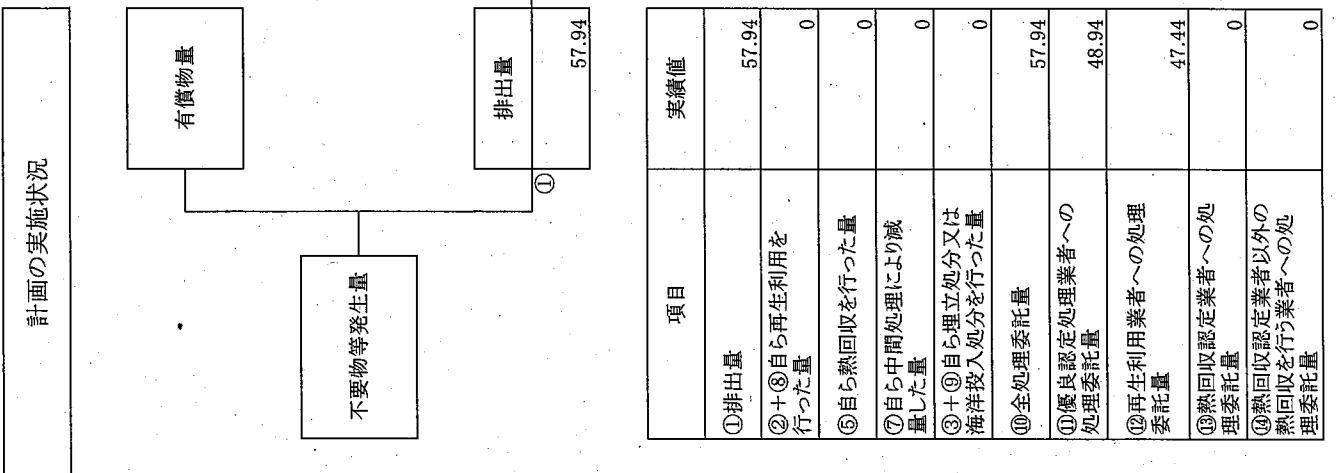 計画の実施状況
有償物量
不要物等発生量
①
排出量
57.94
項目
実績値
①排出量
57.94
②+⑧自ら再生利用を
行った量
0
⑤自ら熱回収を行った量
0
⑦自ら中間処理により減
量した量
0
③+⑨自ら埋立処分又は
海洋投入処分を行った量
0
⑩全処理委託量
57.94
⑪優良認定処理業者への
処理委託量
48.94
⑫再生利用業者への処理
委託量
47.44
⑬熱回収認定業者への処
理委託量
0
⑭熱回収認定業者以外の
熱回収を行う業者への処
理委託量
0